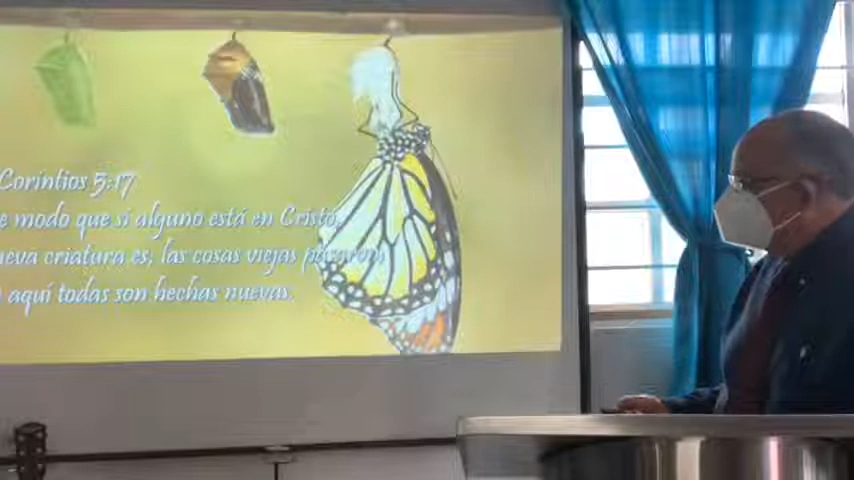 Corintios 5:17
e modo que si alguno está en Cristo,
ueva criatura es; las cosas viejas pasaron;
aquí todas son hechas nuevas.